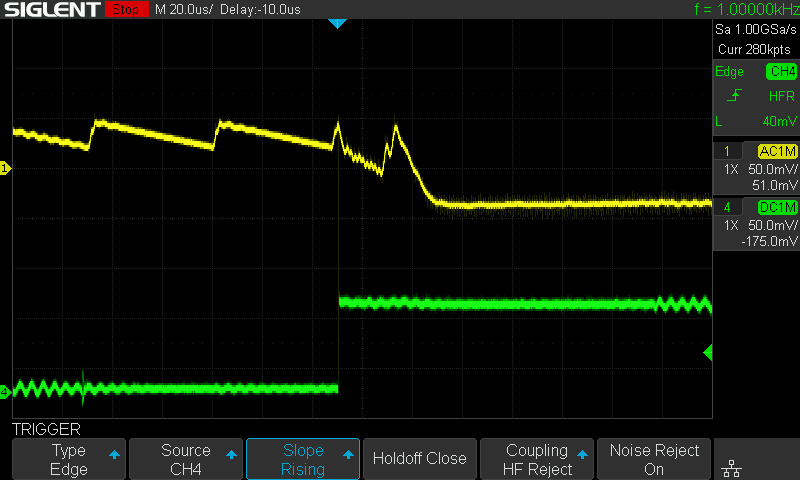 SIGLENT Stop M 20.0us/ Delay:-10.0us f = 1.00000kHz
Sa 1.00GSa/s
Curr 280kpts
Edge CH4
HFR
L 40mV
1 AC1M
1X 50.0mV/
51.0mV
4 DC1M
1X 50.0mV/
-175.0mV
1
4
TRIGGER
Type
Edge
Source
CH4
Slope
Rising
Holdoff Close
Coupling
HF Reject
Noise Reject
On